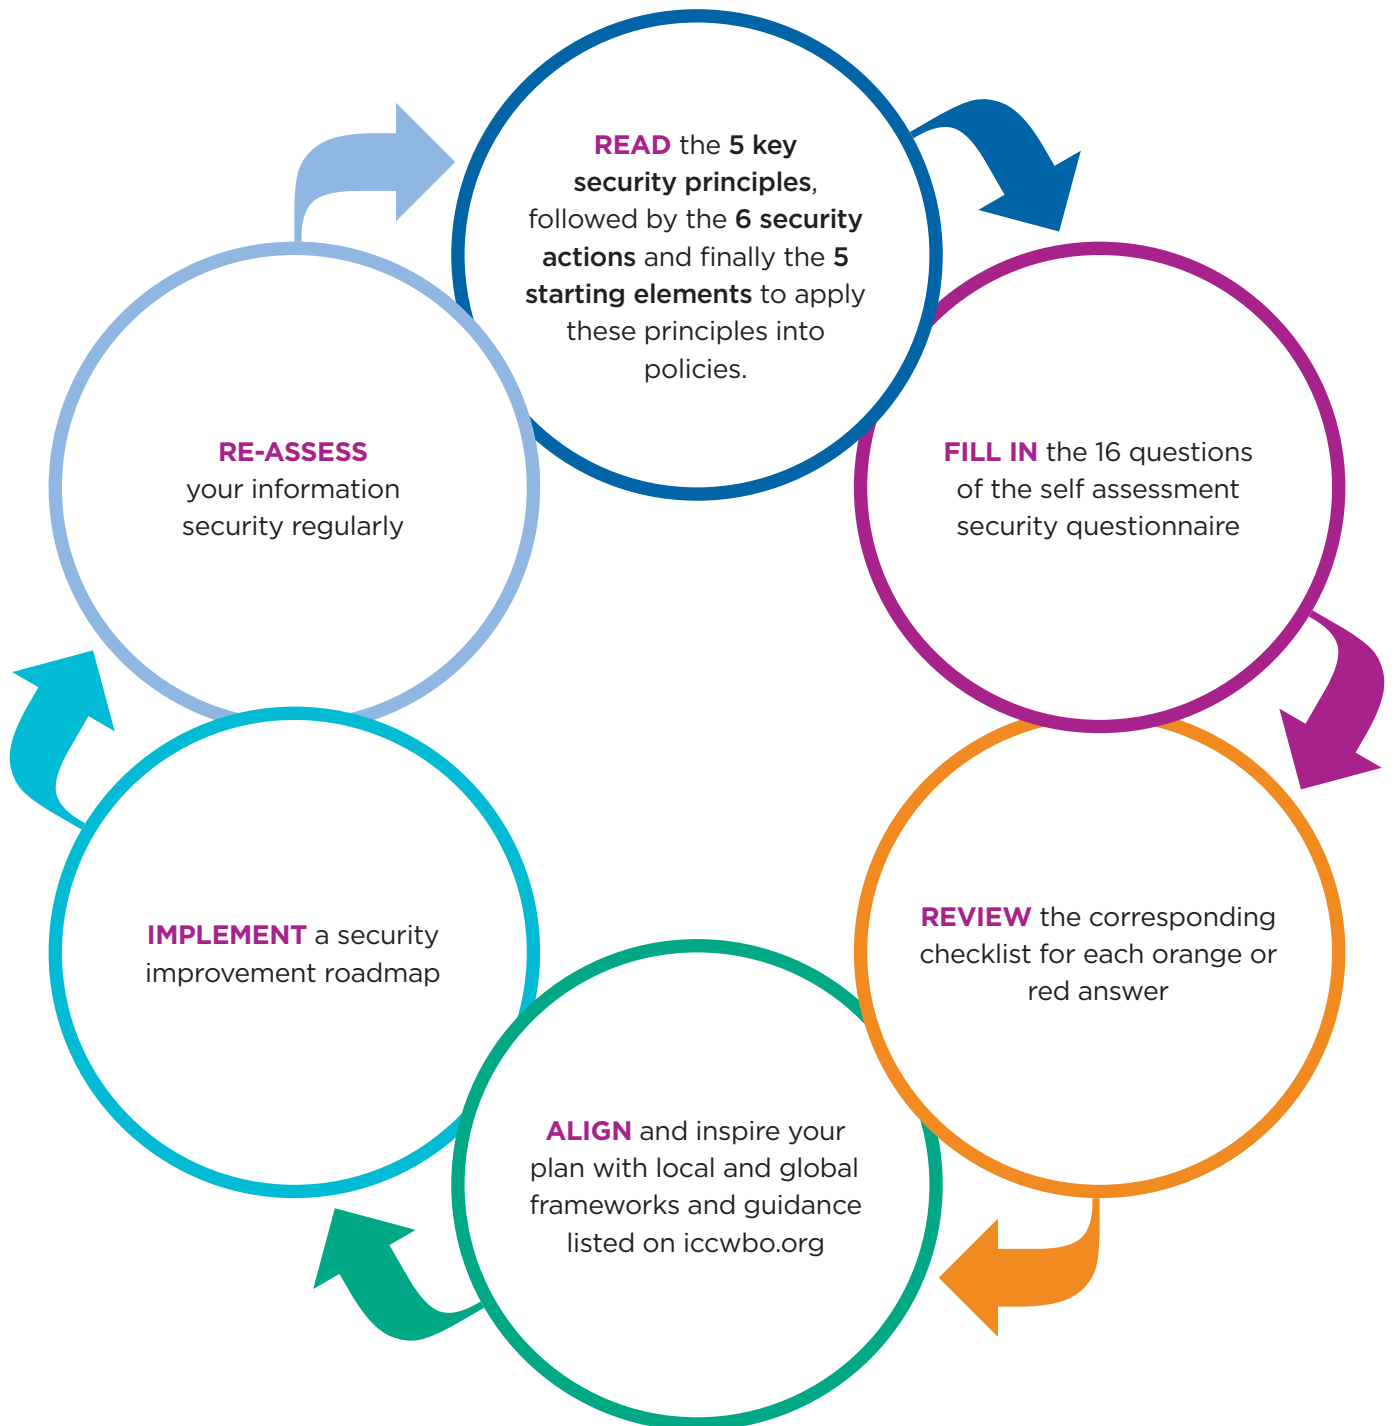 READ the 5 key
security principles,
followed by the 6 security
actions and finally the 5
starting elements to apply
these principles into
policies.
FILL IN the 16 questions
of the self assessment
security questionnaire
REVIEW the corresponding
checklist for each orange or
red answer
ALIGN and inspire your
plan with local and global
frameworks and guidance
listed on iccwbo.org
IMPLEMENT a security
improvement roadmap
RE-ASSESS
your information
security regularly